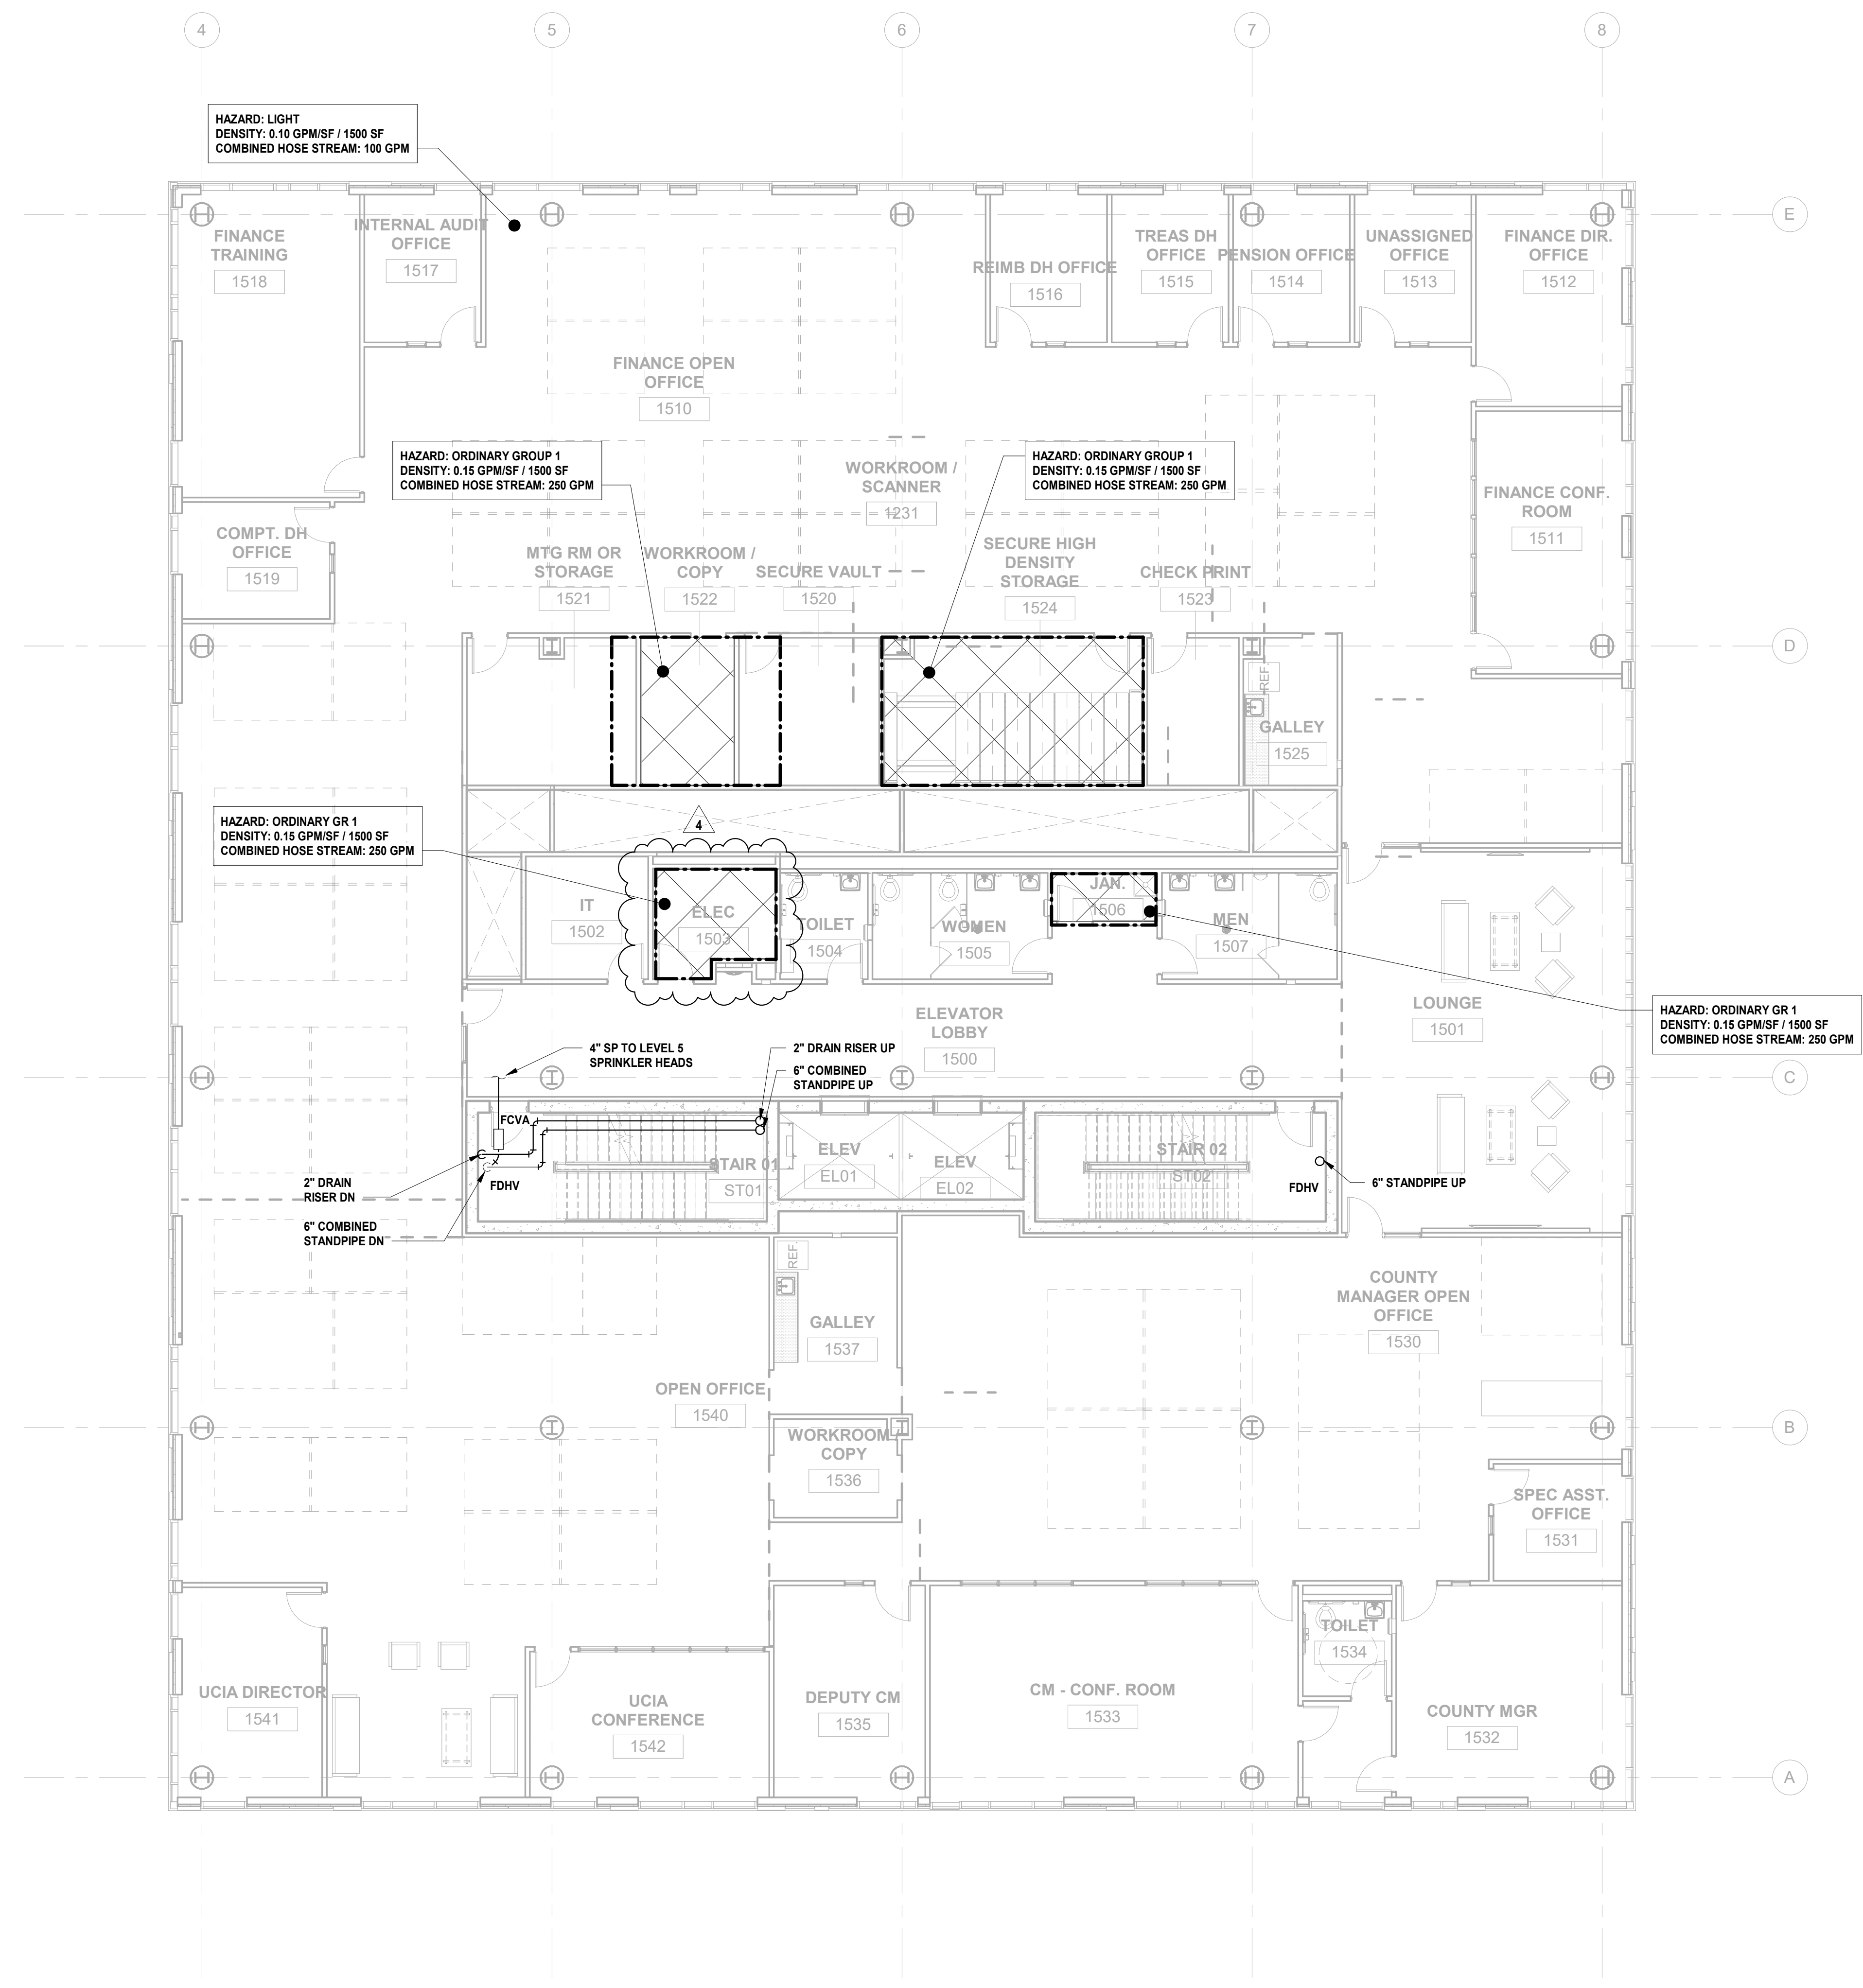 4
5
6
7
8
HAZARD: LIGHT
DENSITY: 0.10 GPM/SF / 1500 SF
COMBINED HOSE STREAM: 100 GPM
E
FINANCE
TRAINING
1518
INTERNAL AUDIT
OFFICE
1517
REIMB DH OFFICE
1516
TREAS DH
OFFICE
1515
PENSION OFFICE
1514
UNASSIGNED
OFFICE
1513
FINANCE DIR.
OFFICE
1512
FINANCE OPEN
OFFICE
1510
HAZARD: ORDINARY GROUP 1
DENSITY: 0.15 GPM/SF / 1500 SF
COMBINED HOSE STREAM: 250 GPM
WORKROOM /
SCANNER
1231
HAZARD: ORDINARY GROUP 1
DENSITY: 0.15 GPM/SF / 1500 SF
COMBINED HOSE STREAM: 250 GPM
FINANCE CONF.
ROOM
1511
COMPT. DH
OFFICE
1519
MTG RM OR
STORAGE
1521
WORKROOM /
COPY
1522
SECURE VAULT
1520
SECURE HIGH
DENSITY
STORAGE
1524
CHECK PRINT
1523
D
REF.
GALLEY
1525
HAZARD: ORDINARY GR 1
DENSITY: 0.15 GPM/SF / 1500 SF
COMBINED HOSE STREAM: 250 GPM
4
IT
1502
ELEC
1503
TOILET
1504
WOMEN
1505
JAN.
1506
MEN
1507
LOUNGE
1501
HAZARD: ORDINARY GR 1
DENSITY: 0.15 GPM/SF / 1500 SF
COMBINED HOSE STREAM: 250 GPM
ELEVATOR
LOBBY
1500
4" SP TO LEVEL 5
SPRINKLER HEADS
2" DRAIN RISER UP
6" COMBINED
STANDPIPE UP
C
FCVA
FDHV
STAIR 01
ST01
ELEV
EL01
ELEV
EL02
STAIR 02
ST02
FDHV
6" STANDPIPE UP
2" DRAIN
RISER DN
6" COMBINED
STANDPIPE DN
REF.
GALLEY
1537
COUNTY
MANAGER OPEN
OFFICE
1530
OPEN OFFICE
1540
WORKROOM/
COPY
1536
B
SPEC ASST.
OFFICE
1531
UCIA DIRECTOR
1541
UCIA
CONFERENCE
1542
DEPUTY CM
1535
CM - CONF. ROOM
1533
TOILET
1534
COUNTY MGR
1532
A